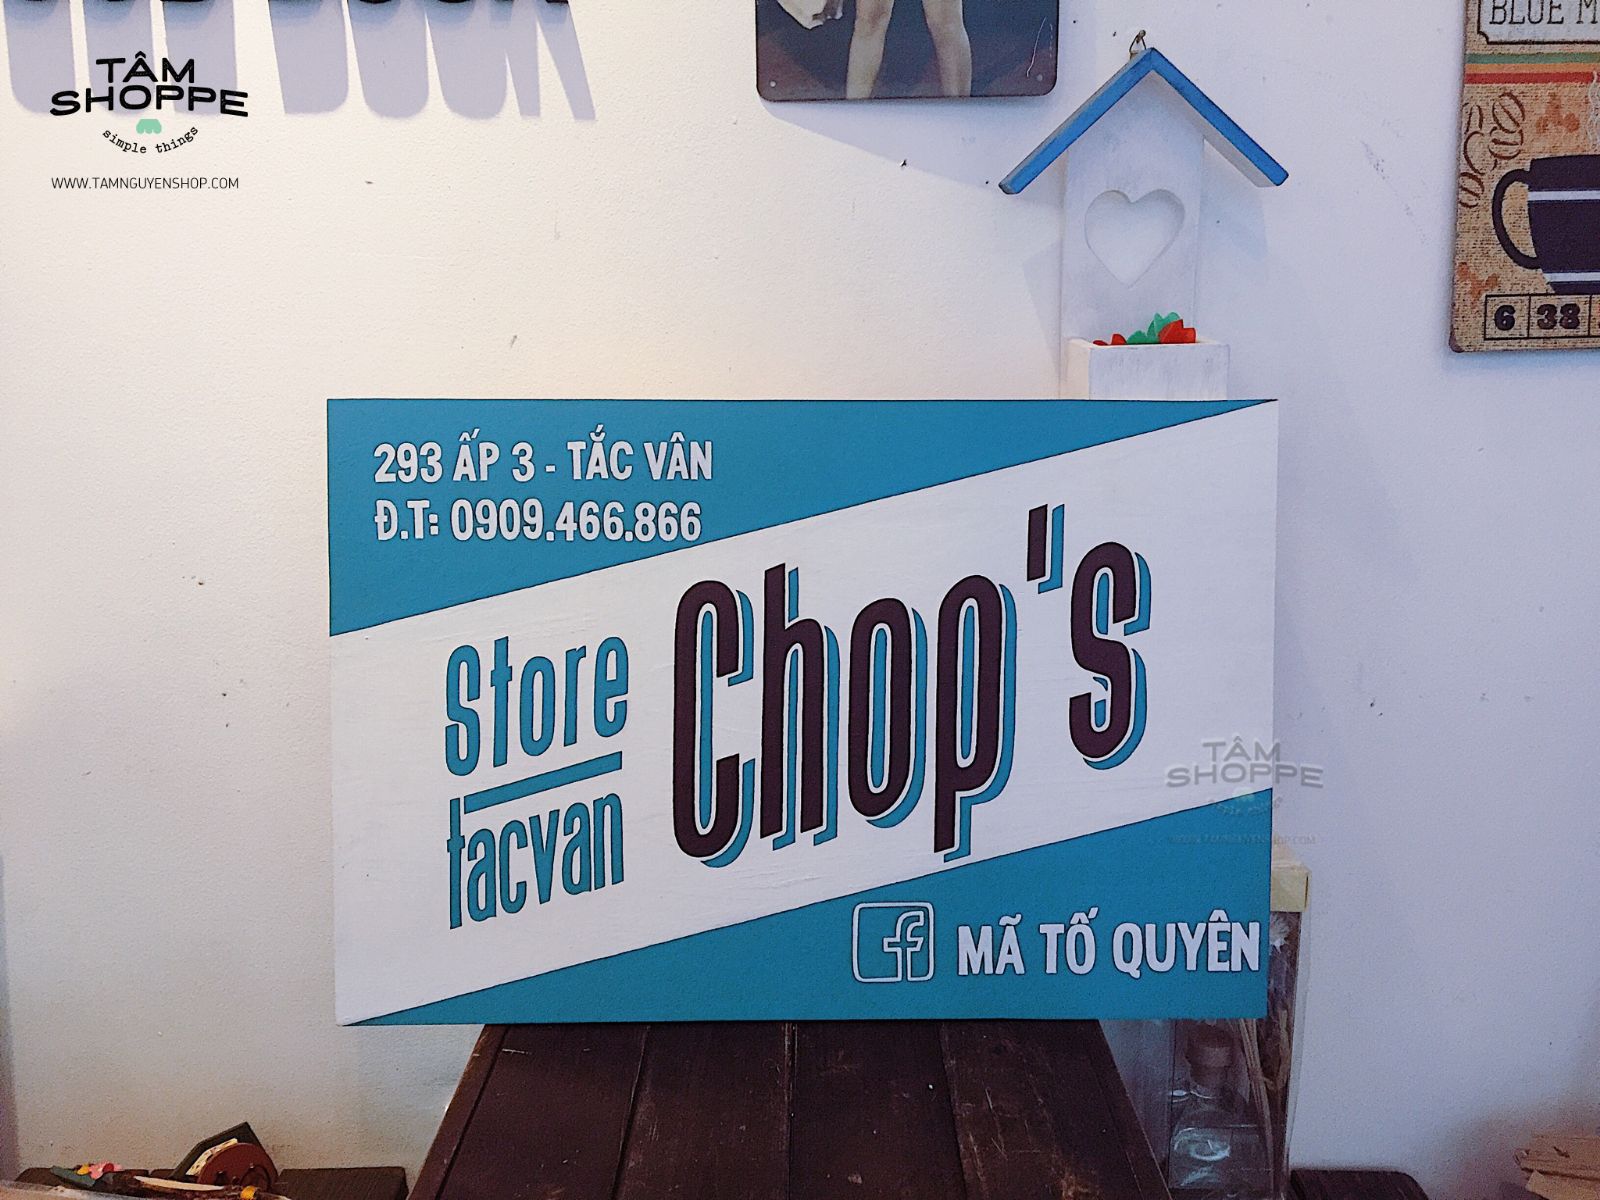 TÂM
SHOPPE
simple things
WWW.TAMNGUYENSHOP.COM
BLUE M
6 38
293 ẤP 3 - TẮC VÂN
Đ.T: 0909.466.866
Store
tacvan
Chop's
MÃ TỐ QUYÊN
TÂM
SHOPPE